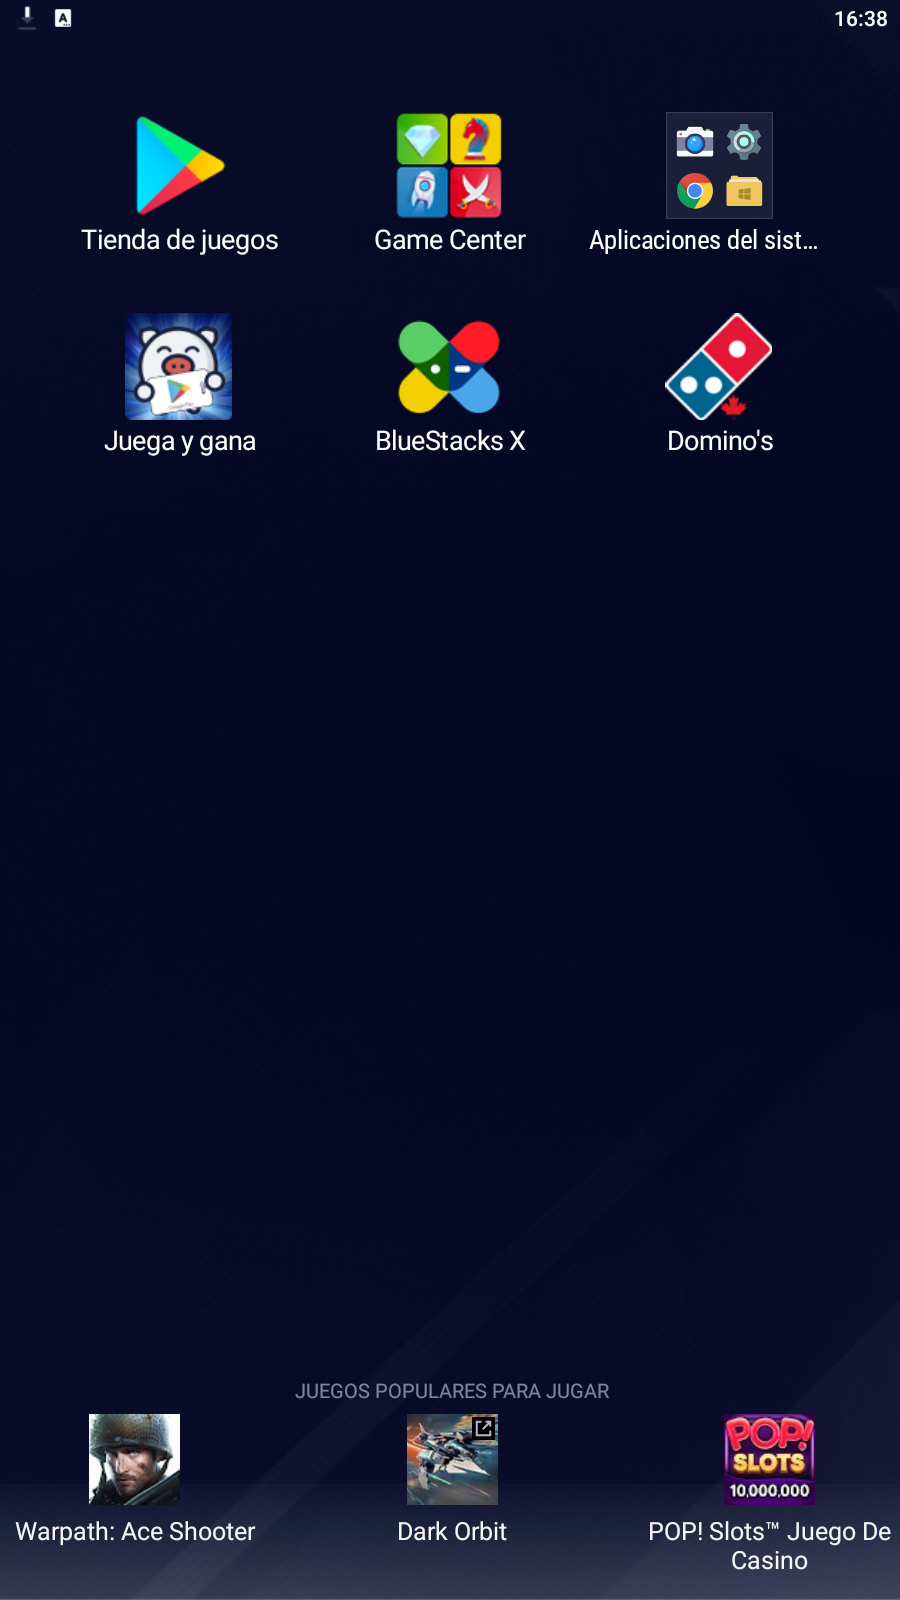 16:38
Tienda de juegos
Game Center
Aplicaciones del sist...
Juega y gana
BlueStacks X
Domino's
JUEGOS POPULARES PARA JUGAR
POP!
SLOTS
10,000,000
Warpath: Ace Shooter
Dark Orbit
POP! Slots™ Juego De
Casino